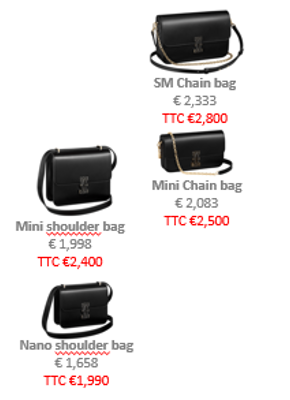 SM Chain bag
€ 2,333
TTC €2,800
Mini Chain bag
€ 2,083
TTC €2,500
Mini shoulder bag
€ 1,998
TTC €2,400
Nano shoulder bag
€ 1,658
TTC €1,990